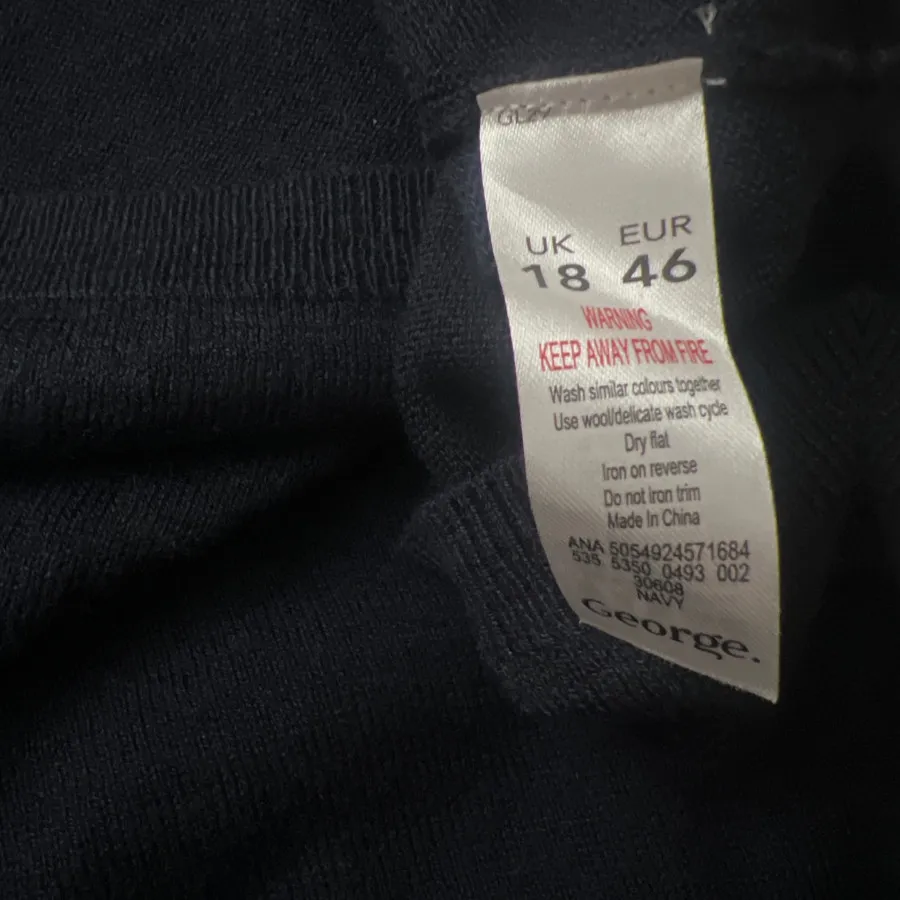 GL29
UK EUR
18 46
WARNING
KEEP AWAY FROM FIRE
Wash similar colours together
Use wool/delicate wash cycle
Dry flat
Iron on reverse
Do not iron trim
Made In China
ANA 5054924571684
535 5350 0493 002
30608
NAVY
George.